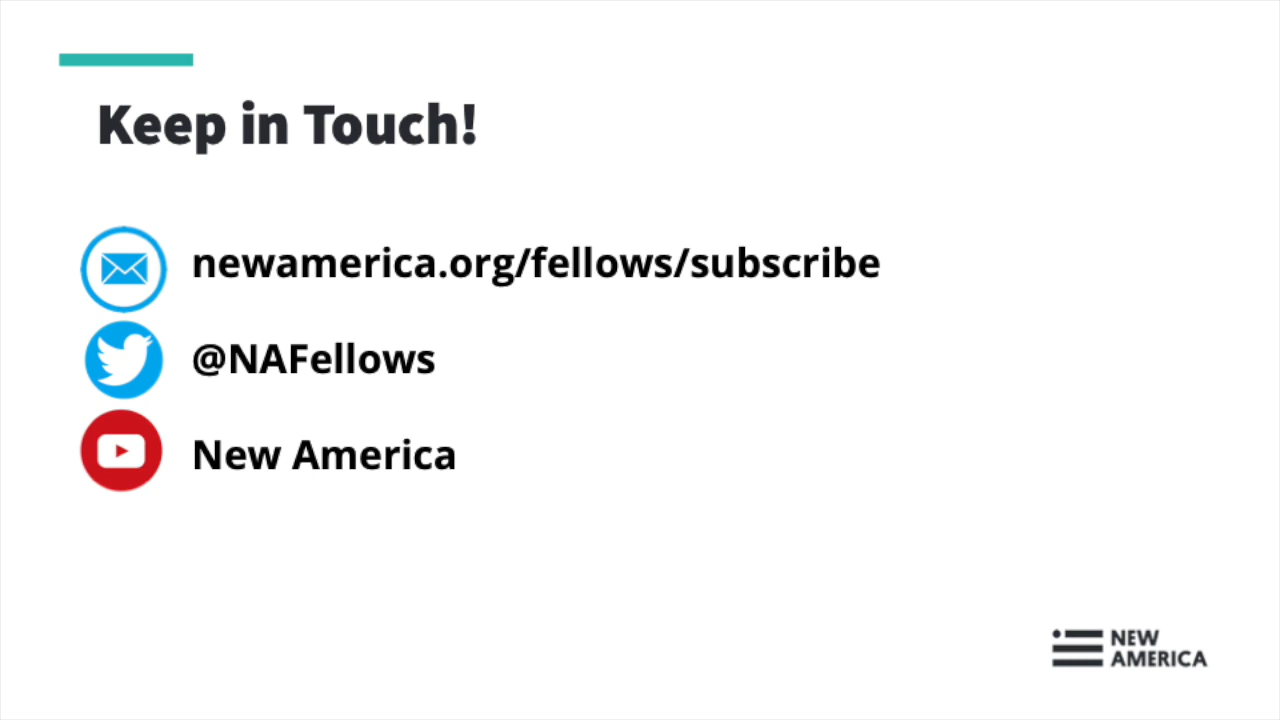 Keep in Touch!
newamerica.org/fellows/subscribe
@NAFellows
New America
NEW
AMERICA